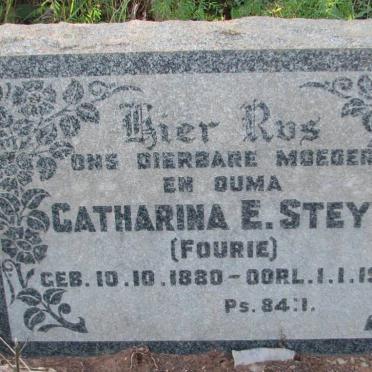 Hier Rus
ONS DIERBARE MOEDER
EN OUMA
CATHARINA E. STEY
(FOURIE)
GEB. 10.10.1880 - OORL. 1.1.19
Ps. 84:1.